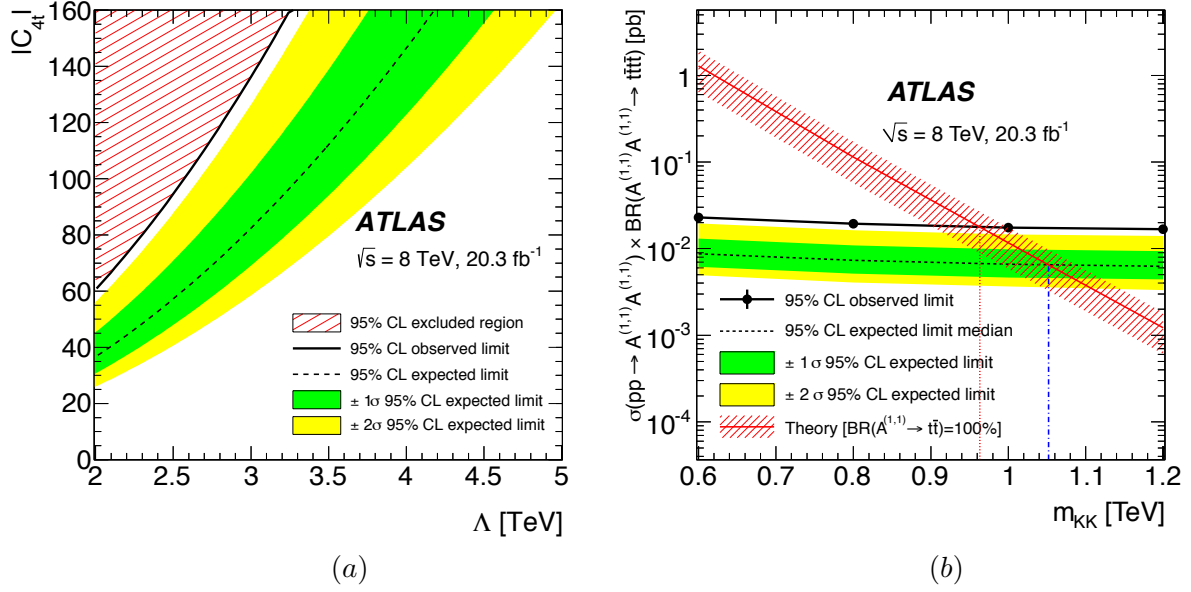 |C4t|
160
140
120
100
80
60
40
20
0
2
2.5
3
3.5
4
4.5
5
Λ [TeV]
ATLAS
√s = 8 TeV, 20.3 fb-1
95% CL excluded region
95% CL observed limit
95% CL expected limit
± 1σ 95% CL expected limit
± 2σ 95% CL expected limit
(a)
σ(pp → A(1,1)A(1,1)) × BR(A(1,1)A(1,1) → tt̄tt̄) [pb]
1
10-1
10-2
10-3
10-4
0.6
0.7
0.8
0.9
1
1.1
1.2
mKK [TeV]
ATLAS
√s = 8 TeV, 20.3 fb-1
95% CL observed limit
95% CL expected limit median
± 1 σ 95% CL expected limit
± 2 σ 95% CL expected limit
Theory [BR(A(1,1) → tt̄)=100%]
(b)